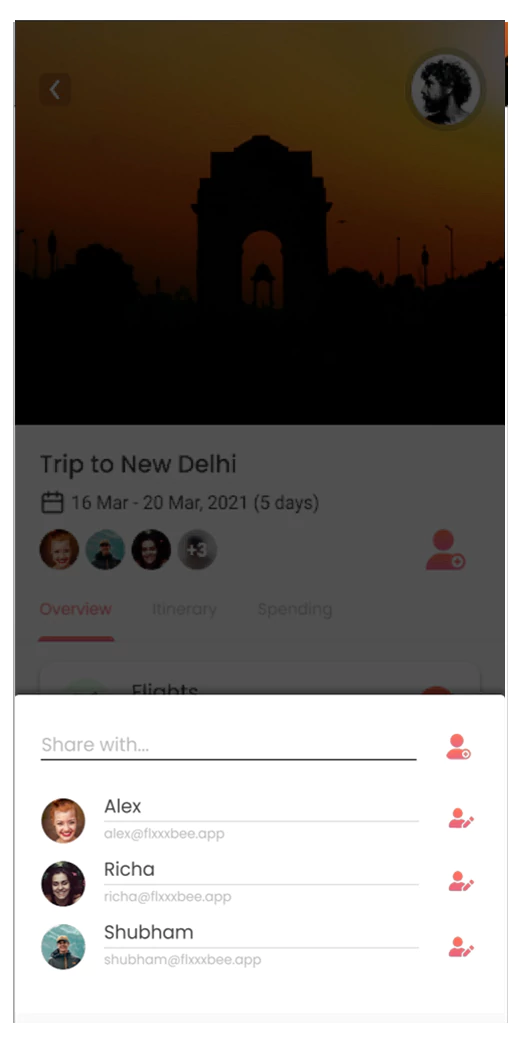 Trip to New Delhi
16 Mar - 20 Mar, 2021 (5 days)
+3
Overview Itinerary Spending
Flights
Share with...
Alex
alex@flxxxbee.app
Richa
richa@flxxxbee.app
Shubham
shubham@flxxxbee.app